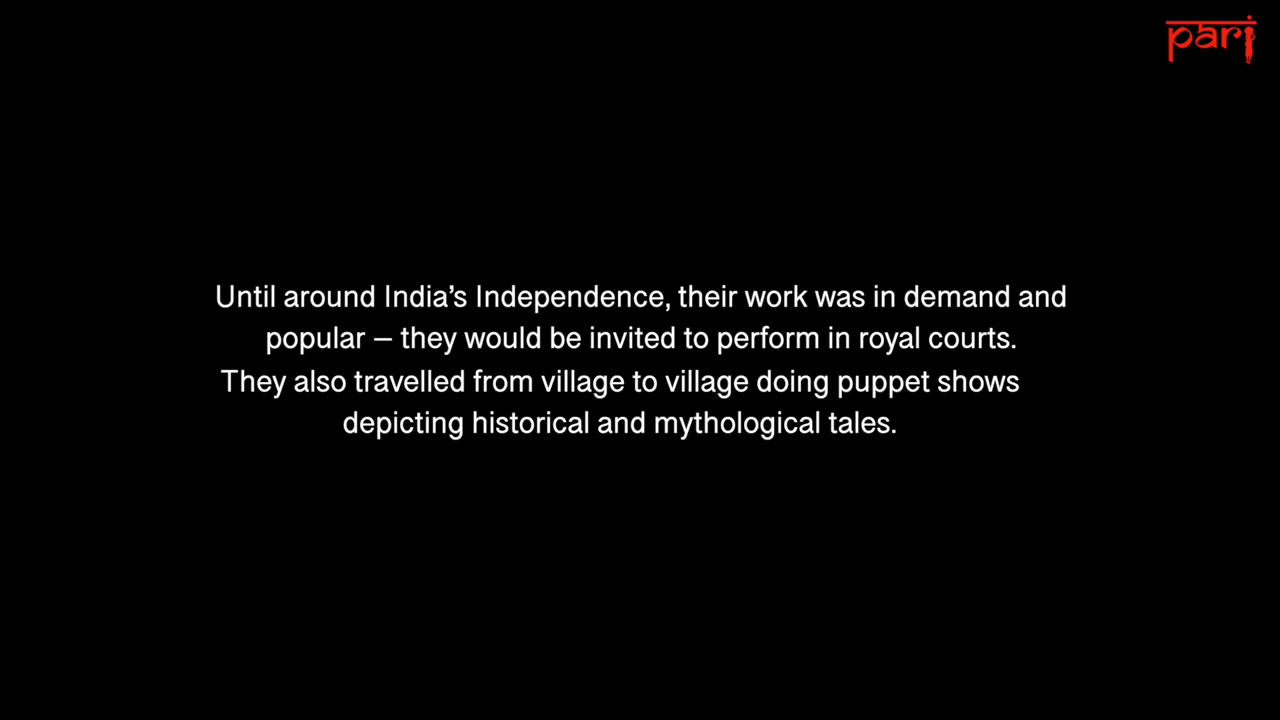 pari
Until around India’s Independence, their work was in demand and
popular – they would be invited to perform in royal courts.
They also travelled from village to village doing puppet shows
depicting historical and mythological tales.